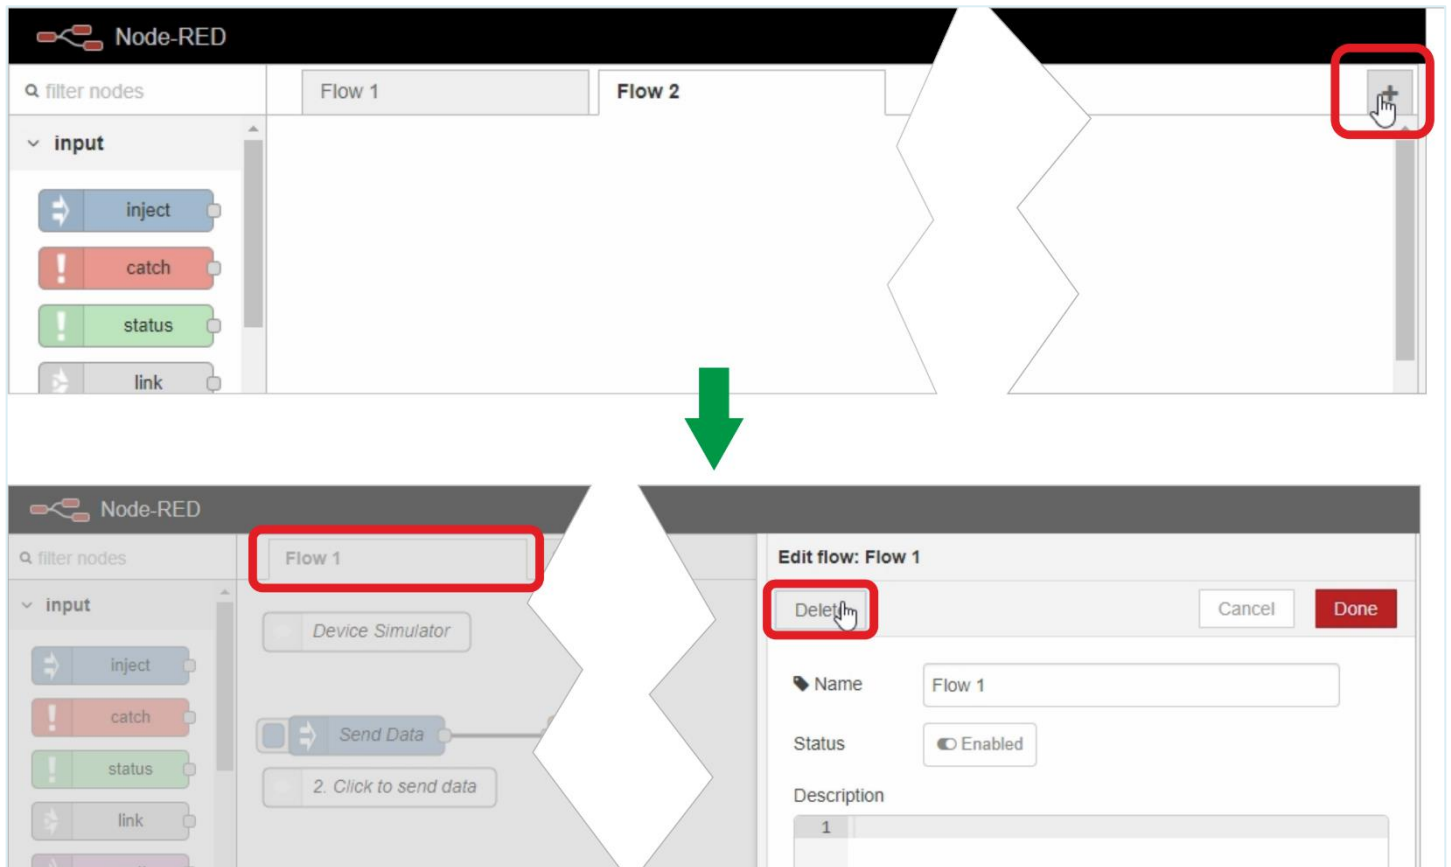 Node-RED
filter nodes
Flow 1
Flow 2
+
input
inject
catch
status
link
Node-RED
filter nodes
Flow 1
Edit flow: Flow 1
input
Delete
Cancel
Done
Device Simulator
inject
Name
Flow 1
catch
Send Data
Status
Enabled
status
2. Click to send data
Description
link
1